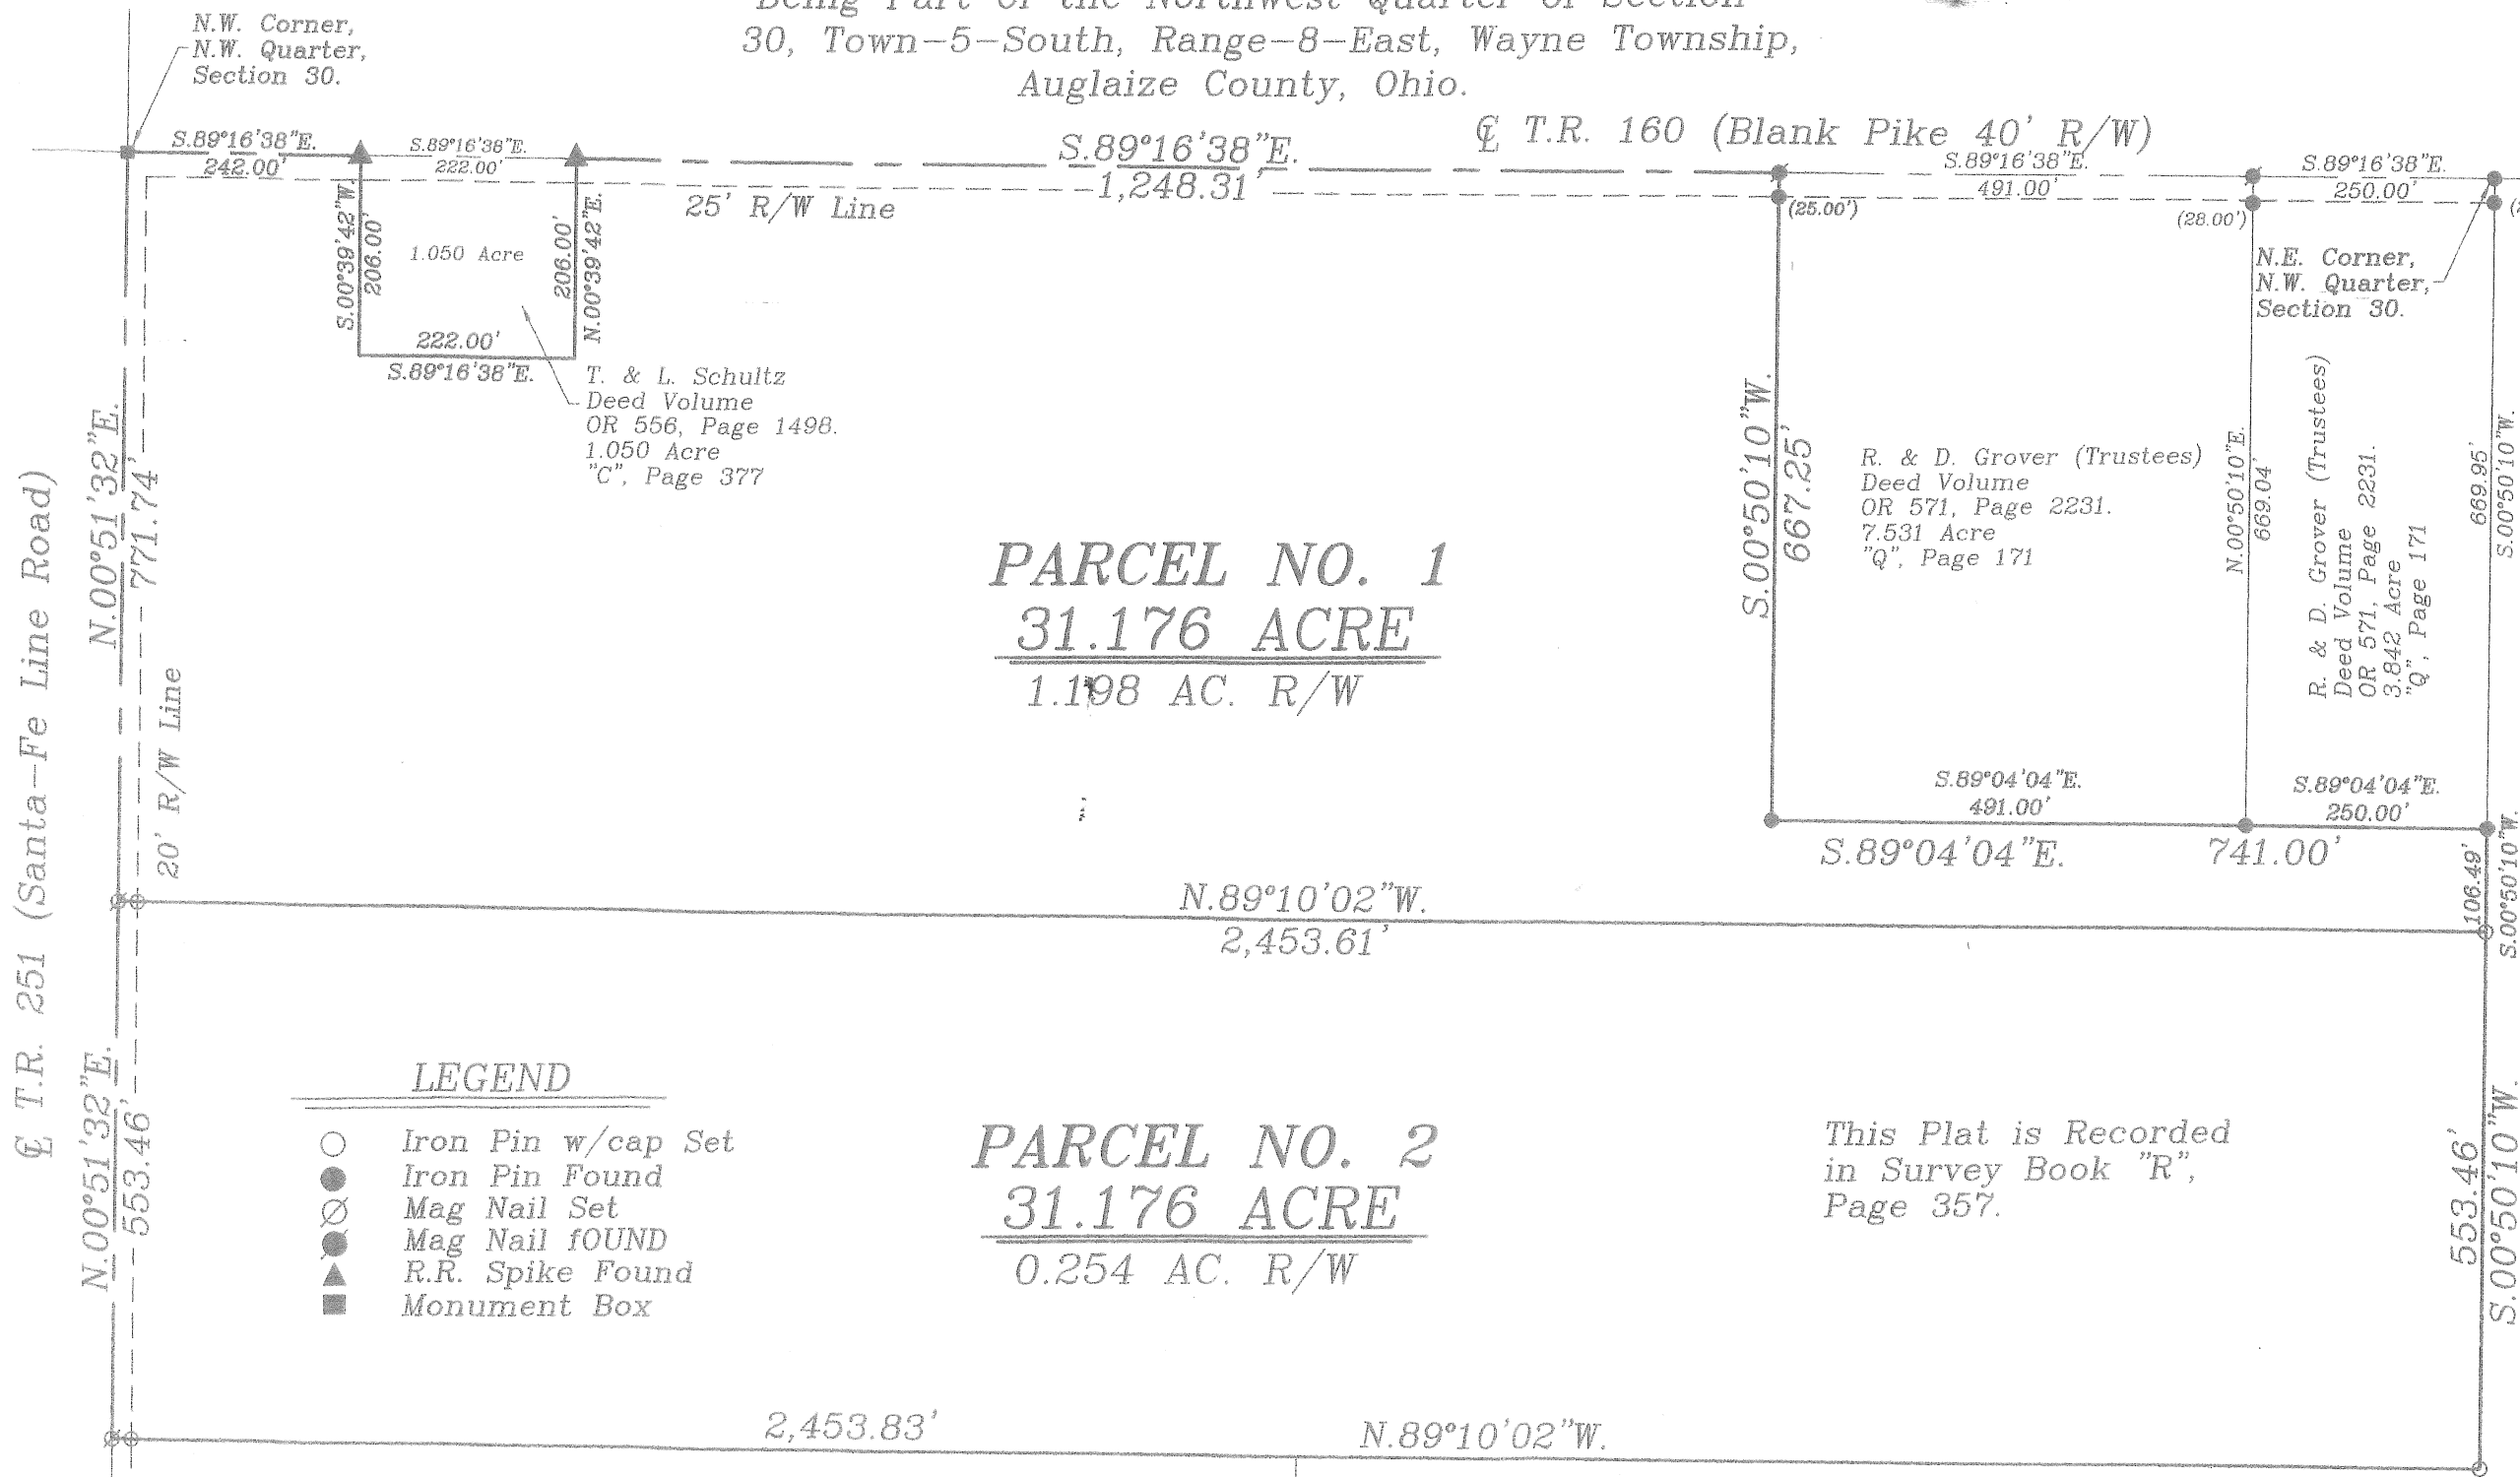 Being Part of the Northwest Quarter of Section
30, Town-5-South, Range-8-East, Wayne Township,
Auglaize County, Ohio.
N.W. Corner,
N.W. Quarter,
Section 30.
℄ T.R. 160 (Blank Pike 40' R/W)
S.89°16'38"E.
242.00'
S.89°16'38"E.
222.00'
S.89°16'38"E.
1,248.31'
S.89°16'38"E.
491.00'
S.89°16'38"E.
250.00'
25' R/W Line
(25.00')
(28.00')
N.E. Corner,
N.W. Quarter,
Section 30.
S.00°39'42"W.
206.00'
1.050 Acre
206.00'
N.00°39'42"E.
222.00'
S.89°16'38"E.
T. & L. Schultz
Deed Volume
OR 556, Page 1498.
1.050 Acre
"C", Page 377
℄ T.R. 251 (Santa-Fe Line Road)
N.00°51'32"E.
771.74'
20' R/W Line
PARCEL NO. 1
31.176 ACRE
1.198 AC. R/W
S.00°50'10"W.
667.25'
R. & D. Grover (Trustees)
Deed Volume
OR 571, Page 2231.
7.531 Acre
"Q", Page 171
N.00°50'10"E.
669.04'
R. & D. Grover (Trustees)
Deed Volume
OR 571, Page 2231.
3.842 Acre
"Q", Page 171
669.95'
S.00°50'10"W.
S.89°04'04"E.
491.00'
S.89°04'04"E.
250.00'
S.89°04'04"E. 741.00'
106.49'
S.00°50'10"W.
N.89°10'02"W.
2,453.61'
N.00°51'32"E.
553.46'
LEGEND
Iron Pin w/cap Set
Iron Pin Found
Mag Nail Set
Mag Nail fOUND
R.R. Spike Found
Monument Box
PARCEL NO. 2
31.176 ACRE
0.254 AC. R/W
This Plat is Recorded
in Survey Book "R",
Page 357.
553.46'
S.00°50'10"W.
2,453.83' N.89°10'02"W.